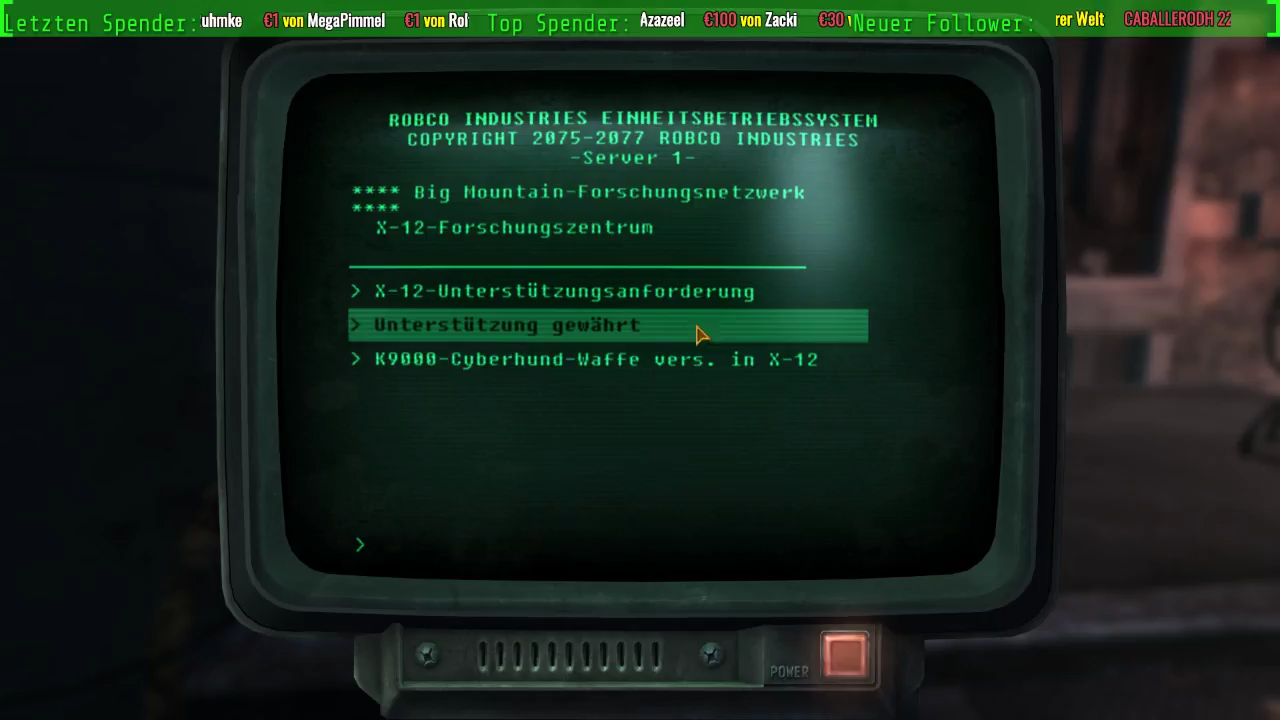 Letzten Spender: uhmke €1 von MegaPimmel €1 von Rol Top Spender: Azazeel €100 von Zacki €30 Neuer Follower: rer Welt CABALLERODH 22
ROBCO INDUSTRIES EINHEITSBETRIEBSSYSTEM
COPYRIGHT 2075-2077 ROBCO INDUSTRIES
-Server 1-
**** Big Mountain-Forschungsnetzwerk
****
X-12-Forschungszentrum
> X-12-Unterstützungsanforderung
> Unterstützung gewährt
> K9000-Cyberhund-Waffe vers. in X-12
>
POWER